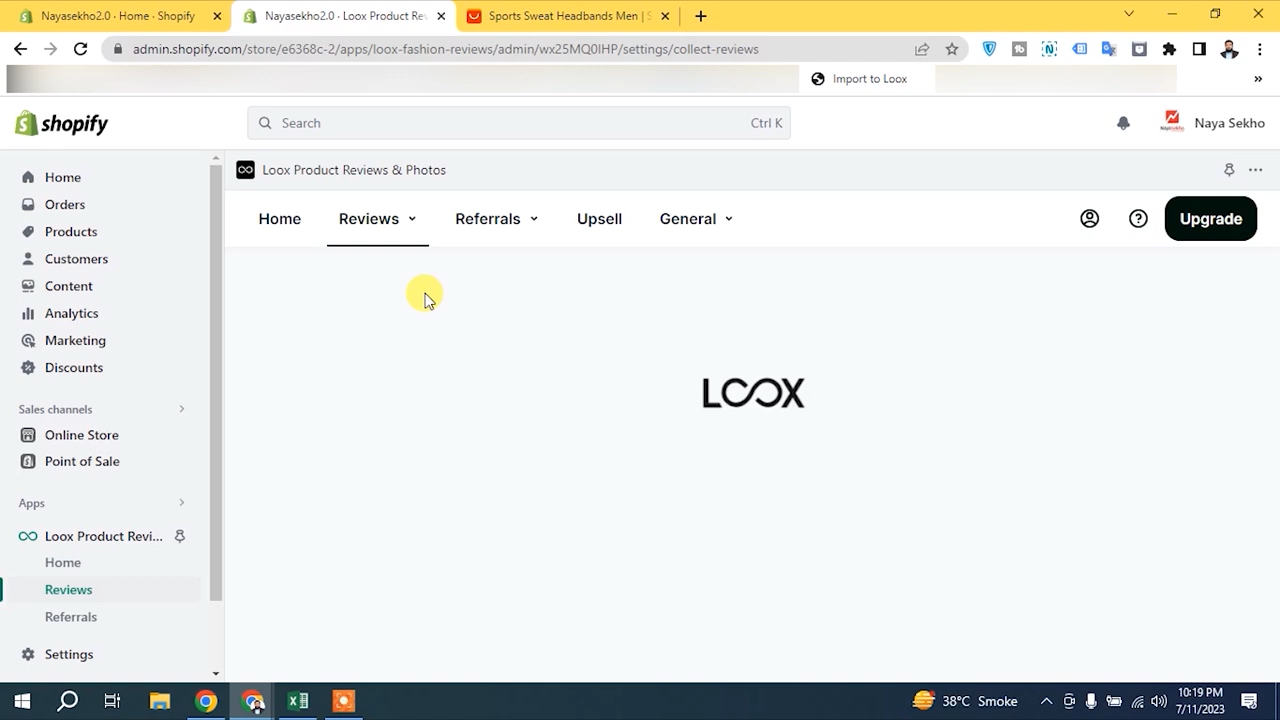 Nayasekho2.0 · Home · Shopify
Nayasekho2.0 · Loox Product Rev
Sports Sweat Headbands Men | S
admin.shopify.com/store/e6368c-2/apps/loox-fashion-reviews/admin/wx25MQ0IHP/settings/collect-reviews
Import to Loox
shopify
Search
Ctrl K
Naya Sekho
Loox Product Reviews & Photos
Home
Reviews
Referrals
Upsell
General
Upgrade
Home
Orders
Products
Customers
Content
Analytics
Marketing
Discounts
Sales channels
Online Store
Point of Sale
Apps
Loox Product Revi...
Home
Reviews
Referrals
Settings
LOOX
38°C Smoke
10:19 PM
7/11/2023